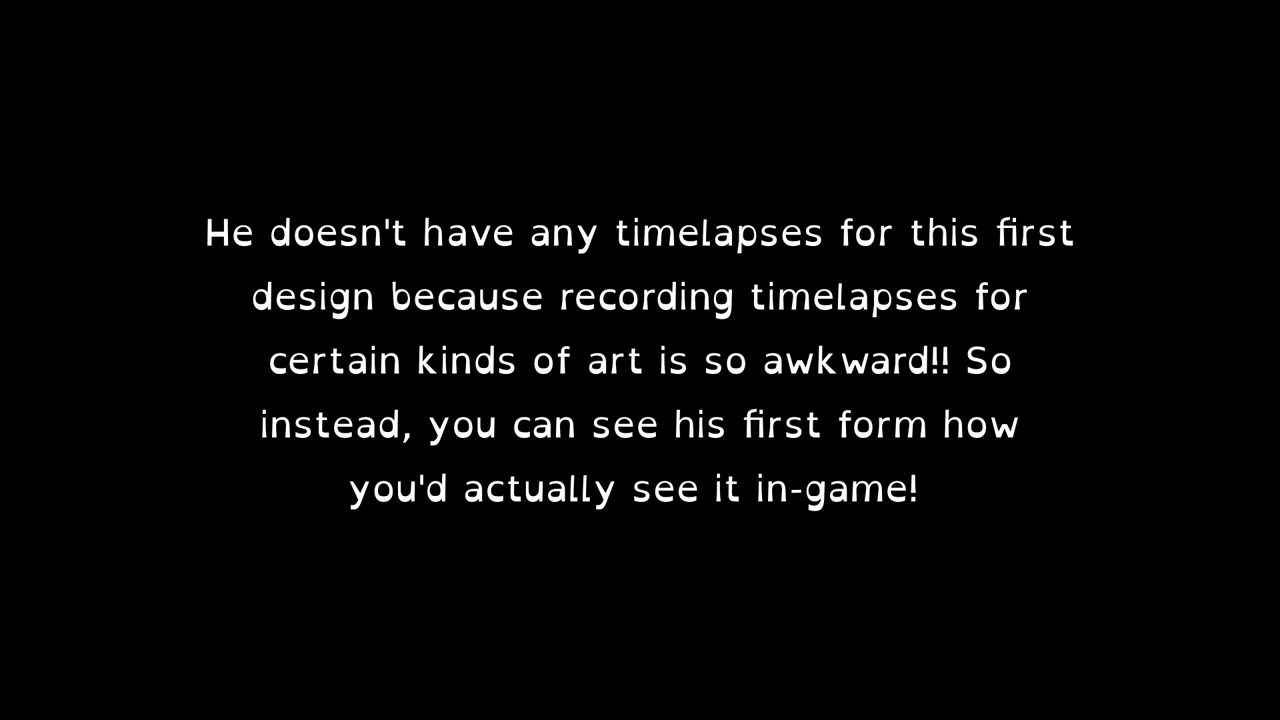 He doesn't have any timelapses for this first
design because recording timelapses for
certain kinds of art is so awkward!! So
instead, you can see his first form how
you'd actually see it in-game!